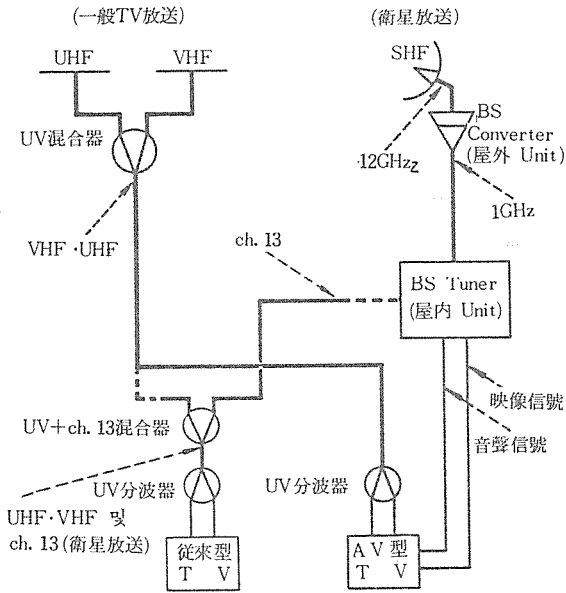 (一般TV放送)
(衛星放送)
UHF
VHF
SHF
UV混合器
BS
Converter
(屋外 Unit)
12GHz
1GHz
VHF·UHF
ch. 13
BS Tuner
(屋内 Unit)
映像信號
音聲信號
UV+ch. 13混合器
UV分波器
UV分波器
UHF·VHF 및
ch. 13(衛星放送)
従來型
T V
AV型
T V